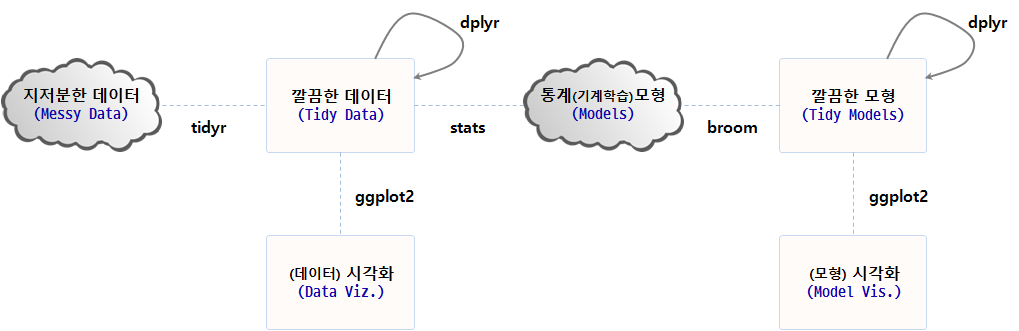 dplyr
dplyr
지저분한 데이터
(Messy Data)
tidyr
깔끔한 데이터
(Tidy Data)
stats
통계(기계학습)모형
(Models)
broom
깔끔한 모형
(Tidy Models)
ggplot2
ggplot2
(데이터) 시각화
(Data Viz.)
(모형) 시각화
(Model Vis.)